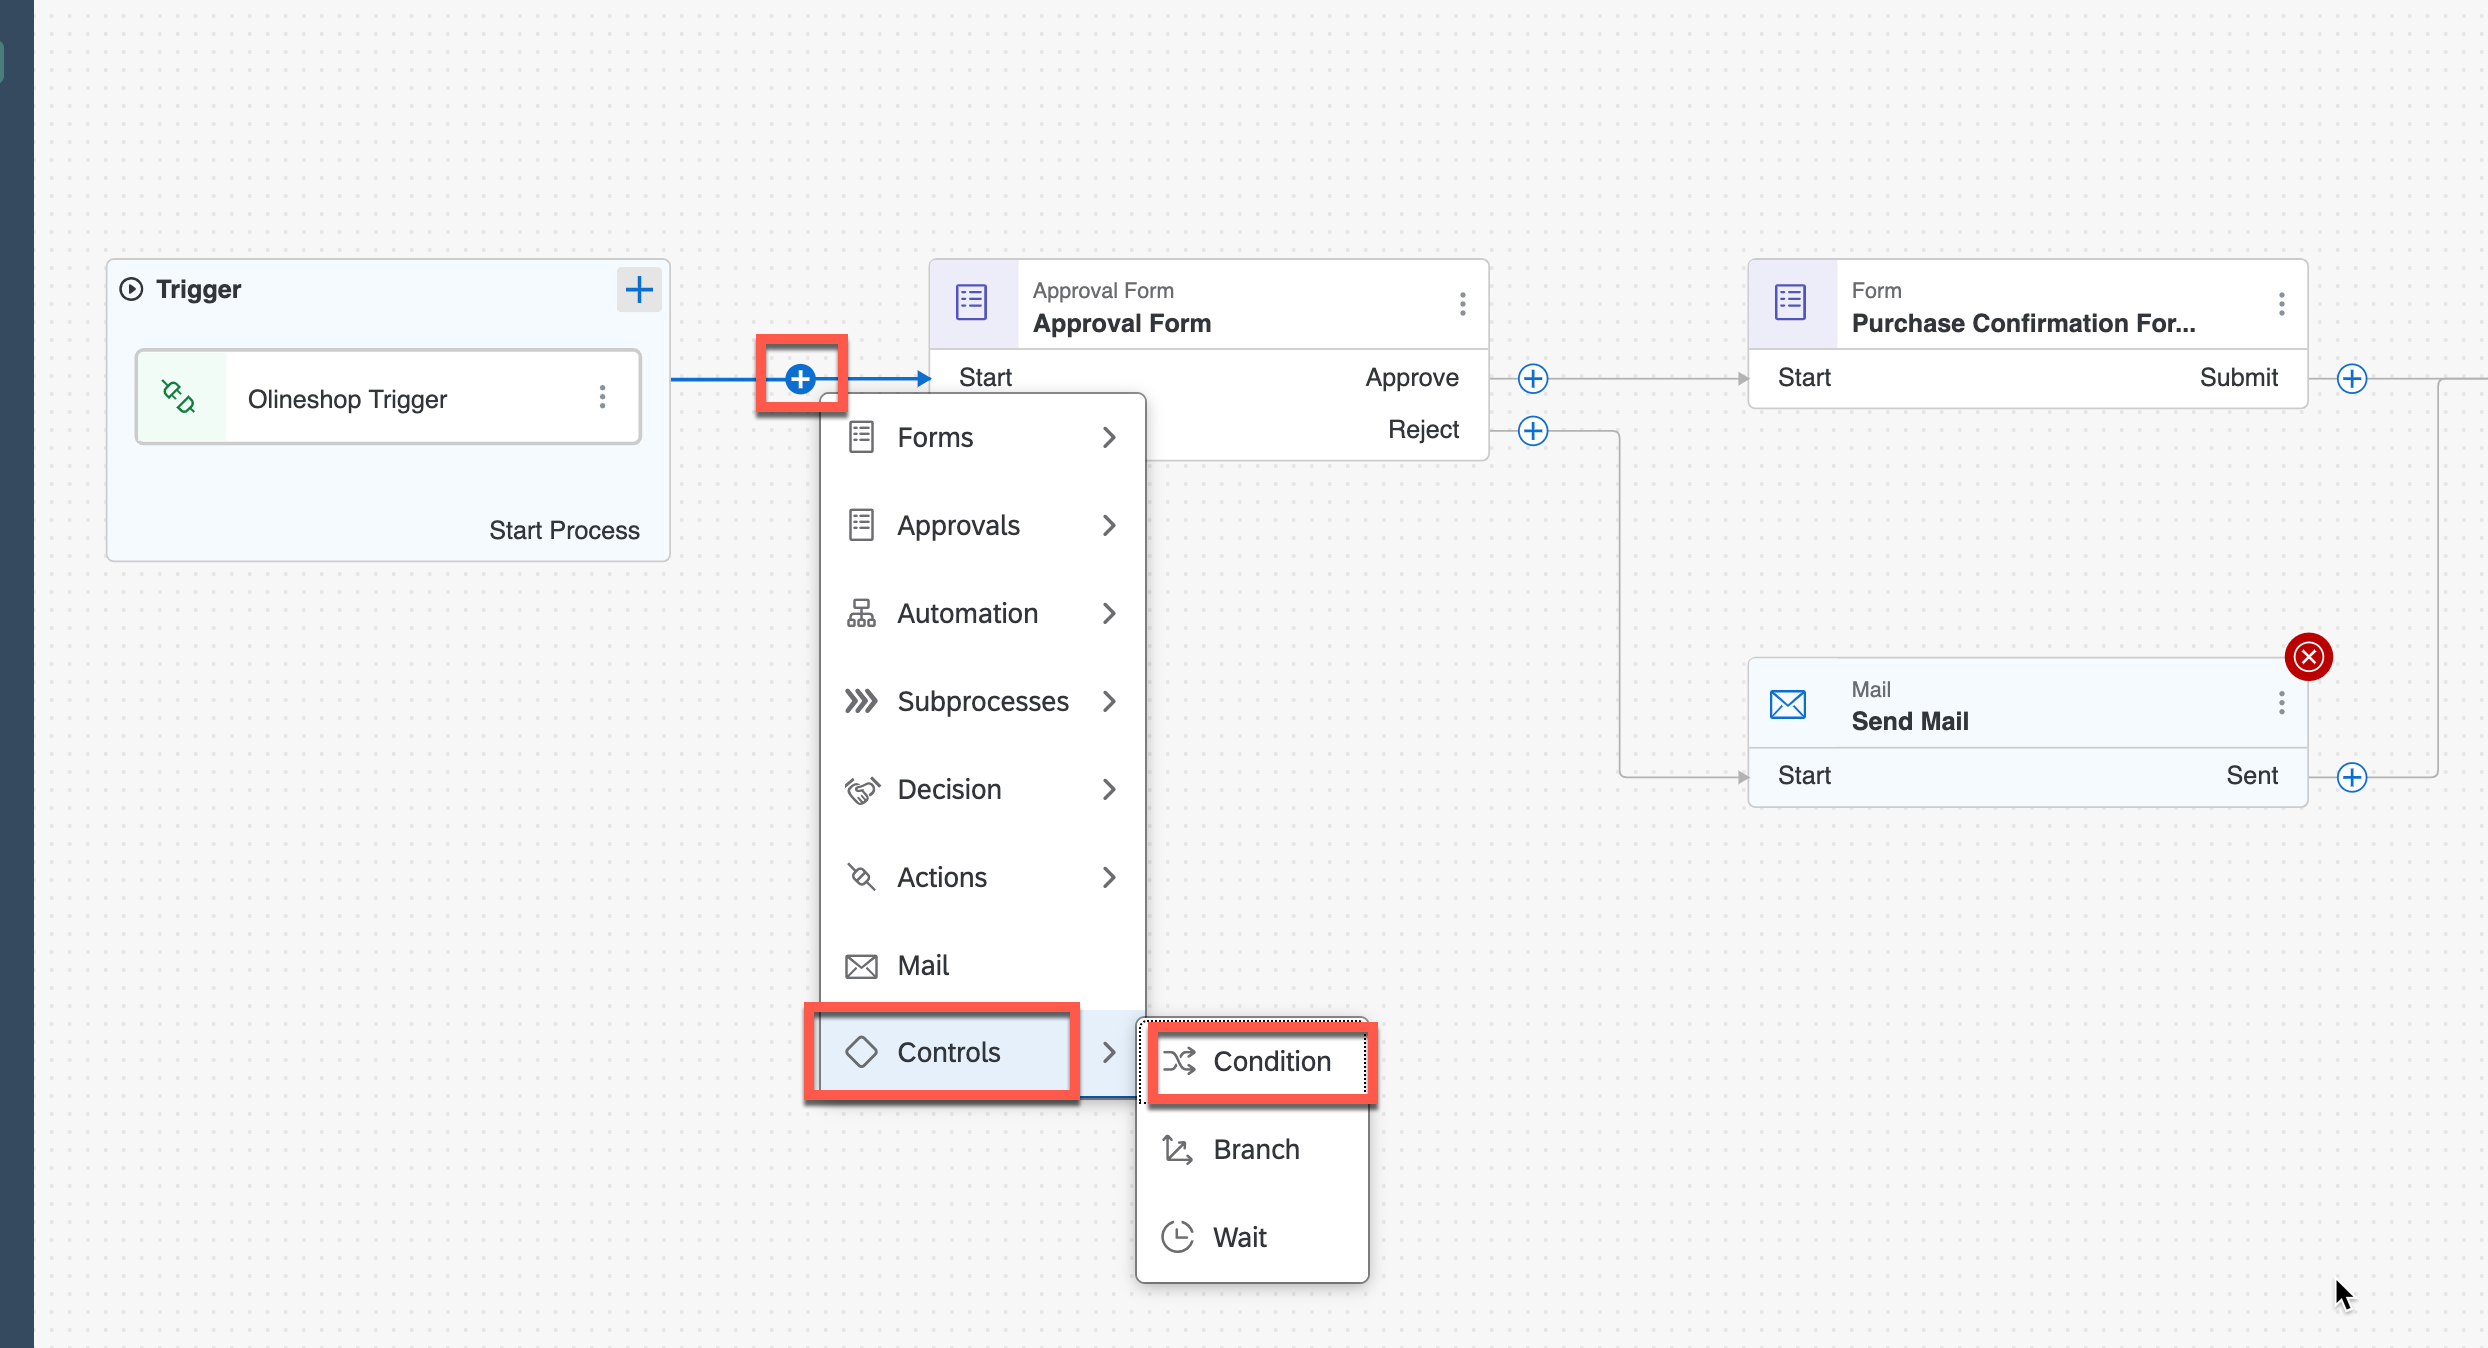 Trigger
Olineshop Trigger
Start Process
Approval Form
Approval Form
Start
Approve
Reject
Forms
Approvals
Automation
Subprocesses
Decision
Actions
Mail
Controls
Condition
Branch
Wait
Form
Purchase Confirmation For...
Start
Submit
Mail
Send Mail
Start
Sent